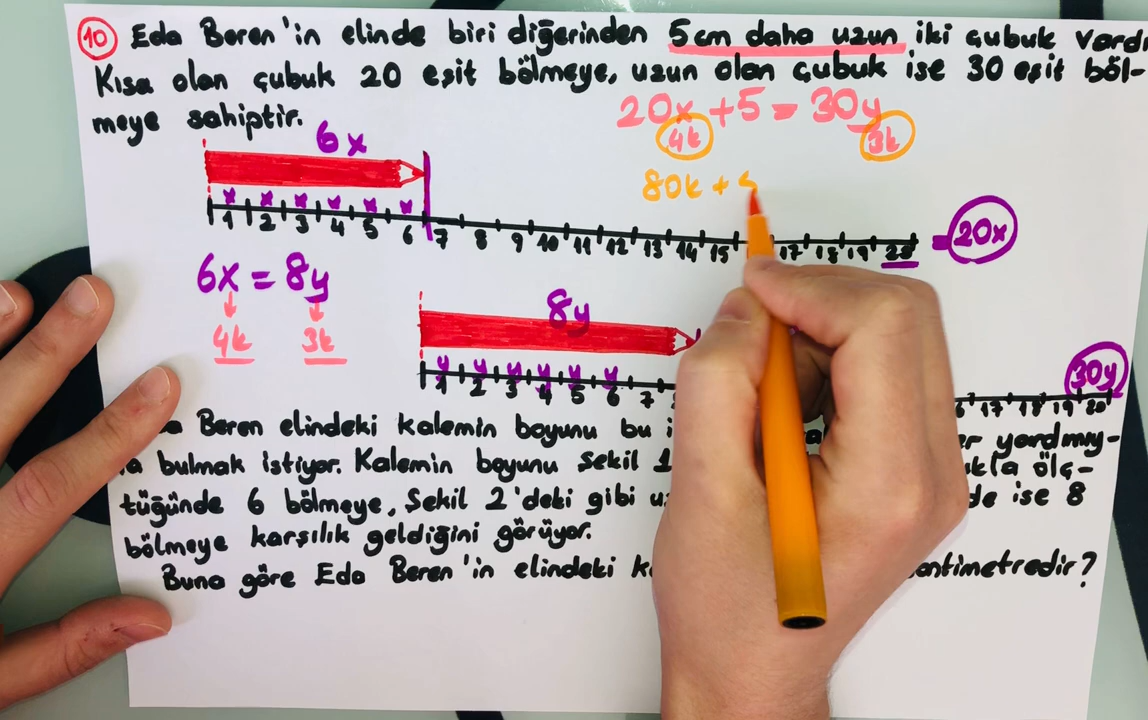 10 Eda Beren'in elinde biri diğerinden 5cm daha uzun iki çubuk vardı
Kısa olan çubuk 20 eşit bölmeye, uzun olan çubuk ise 30 eşit böl-
meye sahiptir.
20x + 5 = 30y
4k 3k
80k + 5
6x
1 2 3 4 5 6 7 8 9 10 11 12 13 14 15 17 18 19 20 = 20x
6x = 8y
4k 3k
8y
y y y y y y
1 2 3 4 5 6 7 17 18 19 20
30y
Beren elindeki kalemin boyunu bu yardmıy-
bulmak istiyor. Kalemin boyunu Şekil 1 ölç-
tüğünde 6 bölmeye, Şekil 2'deki gibi ise 8
bölmeye karşılık geldiğini görüyor.
Buna göre Eda Beren'in elindeki santimetredir?